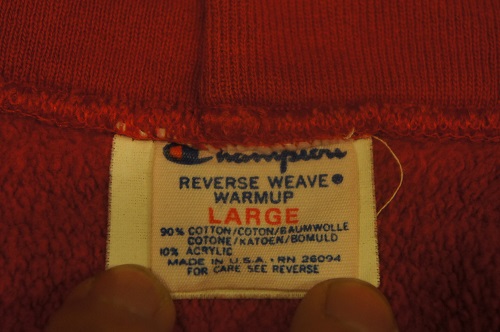 Champion
REVERSE WEAVE®
WARMUP
LARGE
90% COTTON/COTON/BAUMWOLLE
COTONE/KATOEN/BOMULD
10% ACRYLIC
MADE IN U.S.A. · RN 26094
FOR CARE SEE REVERSE